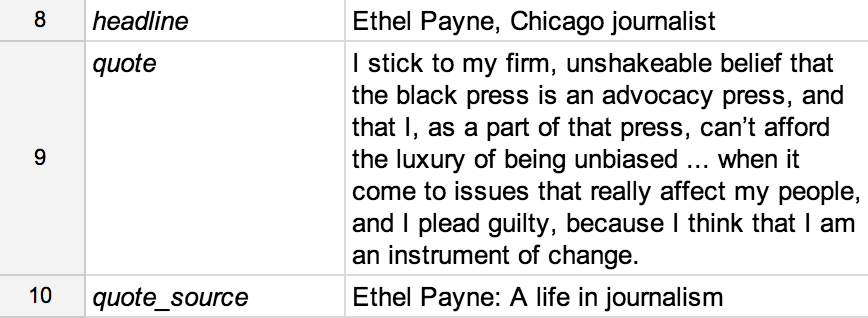 8 headline Ethel Payne, Chicago journalist
9 quote I stick to my firm, unshakeable belief that
the black press is an advocacy press, and
that I, as a part of that press, can’t afford
the luxury of being unbiased ... when it
come to issues that really affect my people,
and I plead guilty, because I think that I am
an instrument of change.
10 quote_source Ethel Payne: A life in journalism